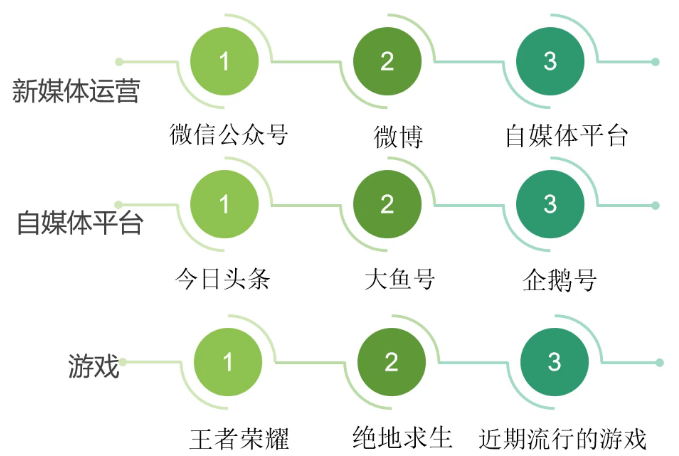 新媒体运营
1
2
3
微信公众号
微博
自媒体平台
自媒体平台
1
2
3
今日头条
大鱼号
企鹅号
游戏
1
2
3
王者荣耀
绝地求生
近期流行的游戏